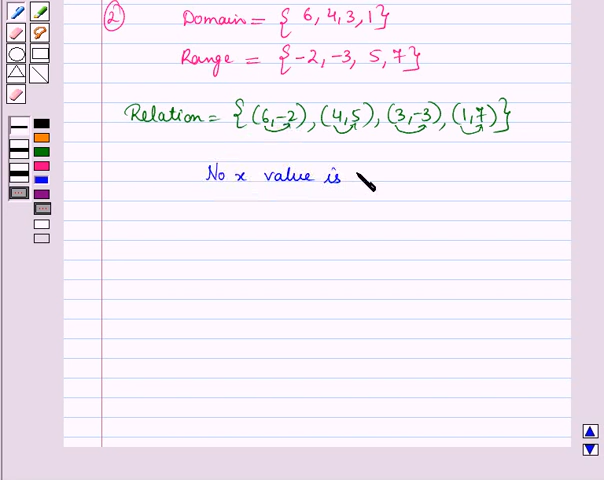 ② Domain = { 6, 4, 3, 1}
Range = {-2, -3, 5, 7}
Relation = {(6,-2), (4,5), (3,-3), (1,7)}
No x value is